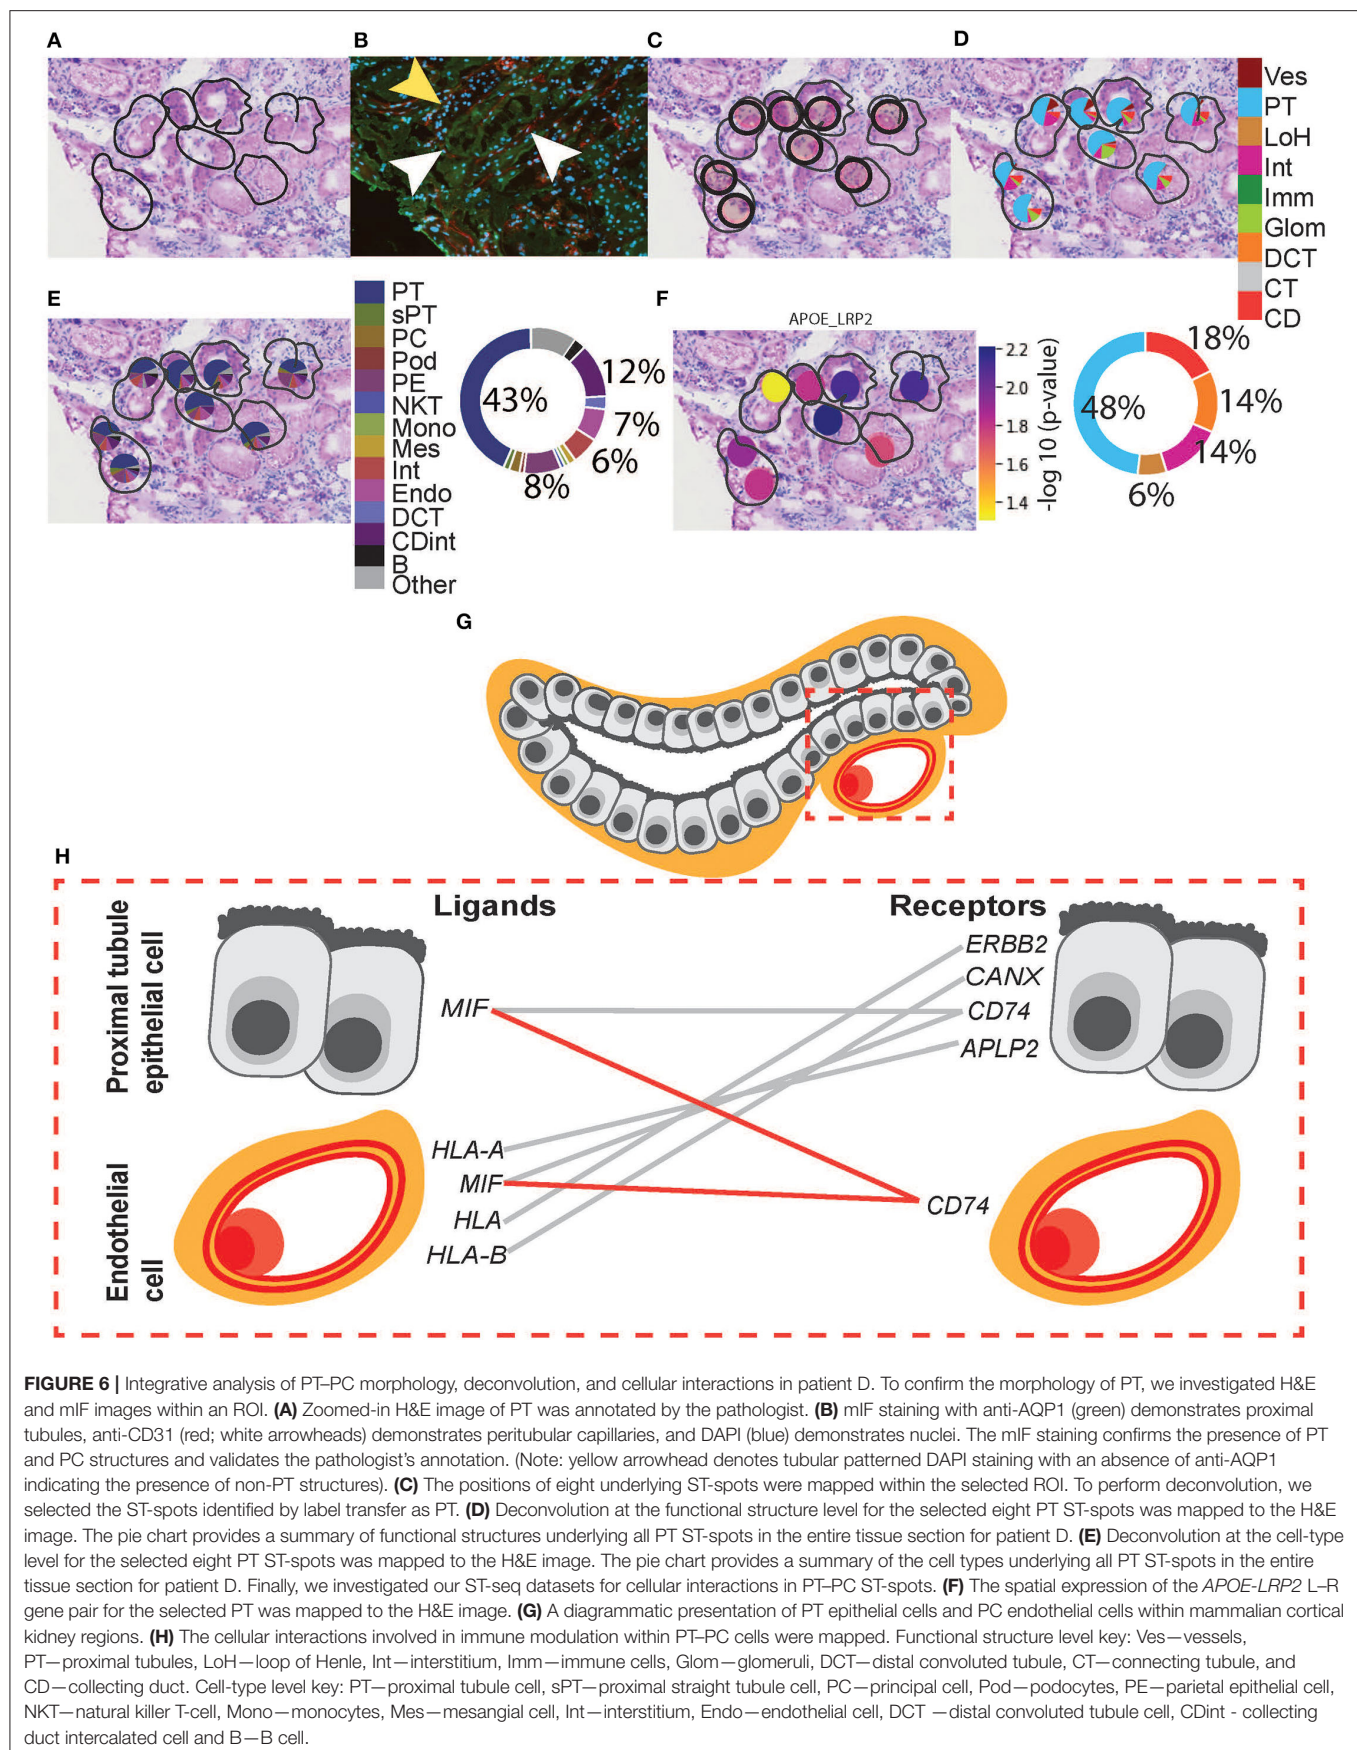 A
B
C
D
Ves
PT
LoH
Int
Imm
Glom
DCT
CT
CD
E
PT
sPT
PC
Pod
PE
NKT
Mono
Mes
Int
Endo
DCT
CDint
B
Other
43%
12%
7%
6%
8%
F
APOE_LRP2
2.2
2.0
1.8
1.6
1.4
-log 10 (p-value)
18%
48%
14%
14%
6%
G
H
Ligands
Receptors
Proximal tubule
epithelial cell
MIF
ERBB2
CANX
CD74
APLP2
Endothelial
cell
HLA-A
MIF
HLA
HLA-B
CD74
FIGURE 6 | Integrative analysis of PT–PC morphology, deconvolution, and cellular interactions in patient D. To confirm the morphology of PT, we investigated H&E
and mIF images within an ROI. (A) Zoomed-in H&E image of PT was annotated by the pathologist. (B) mIF staining with anti-AQP1 (green) demonstrates proximal
tubules, anti-CD31 (red; white arrowheads) demonstrates peritubular capillaries, and DAPI (blue) demonstrates nuclei. The mIF staining confirms the presence of PT
and PC structures and validates the pathologist's annotation. (Note: yellow arrowhead denotes tubular patterned DAPI staining with an absence of anti-AQP1
indicating the presence of non-PT structures). (C) The positions of eight underlying ST-spots were mapped within the selected ROI. To perform deconvolution, we
selected the ST-spots identified by label transfer as PT. (D) Deconvolution at the functional structure level for the selected eight PT ST-spots was mapped to the H&E
image. The pie chart provides a summary of functional structures underlying all PT ST-spots in the entire tissue section for patient D. (E) Deconvolution at the cell-type
level for the selected eight PT ST-spots was mapped to the H&E image. The pie chart provides a summary of the cell types underlying all PT ST-spots in the entire
tissue section for patient D. Finally, we investigated our ST-seq datasets for cellular interactions in PT–PC ST-spots. (F) The spatial expression of the APOE-LRP2 L–R
gene pair for the selected PT was mapped to the H&E image. (G) A diagrammatic presentation of PT epithelial cells and PC endothelial cells within mammalian cortical
kidney regions. (H) The cellular interactions involved in immune modulation within PT–PC cells were mapped. Functional structure level key: Ves—vessels,
PT—proximal tubules, LoH—loop of Henle, Int—interstitium, Imm—immune cells, Glom—glomeruli, DCT—distal convoluted tubule, CT—connecting tubule, and
CD—collecting duct. Cell-type level key: PT—proximal tubule cell, sPT—proximal straight tubule cell, PC—principal cell, Pod—podocytes, PE—parietal epithelial cell,
NKT—natural killer T-cell, Mono—monocytes, Mes—mesangial cell, Int—interstitium, Endo—endothelial cell, DCT —distal convoluted tubule cell, CDint - collecting
duct intercalated cell and B—B cell.